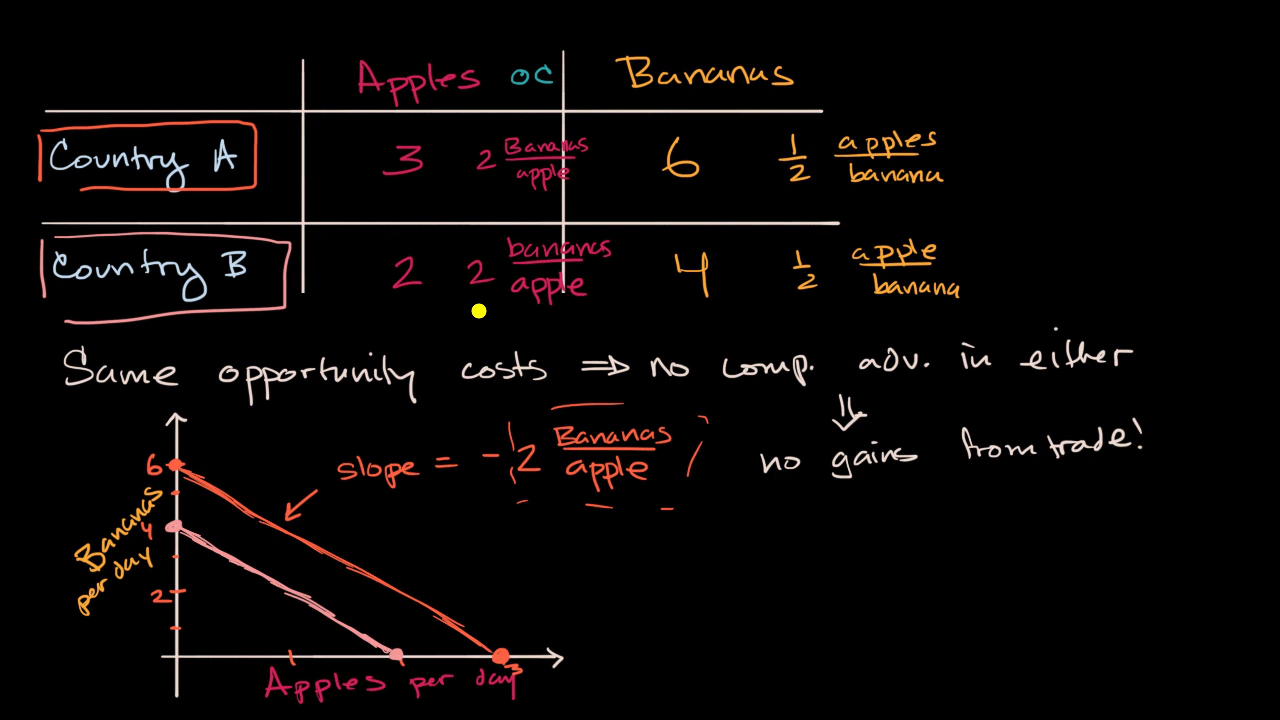 Apples OC Bananas
Country A 3 2 Bananas/apple 6 1/2 apples/banana
Country B 2 2 bananas/apple 4 1/2 apple/banana
Same opportunity costs ⇒ no comp. adv. in either
⇓
no gains from trade!
slope = -2 Bananas/apple
6
4
2
Bananas
per day
3
Apples per day